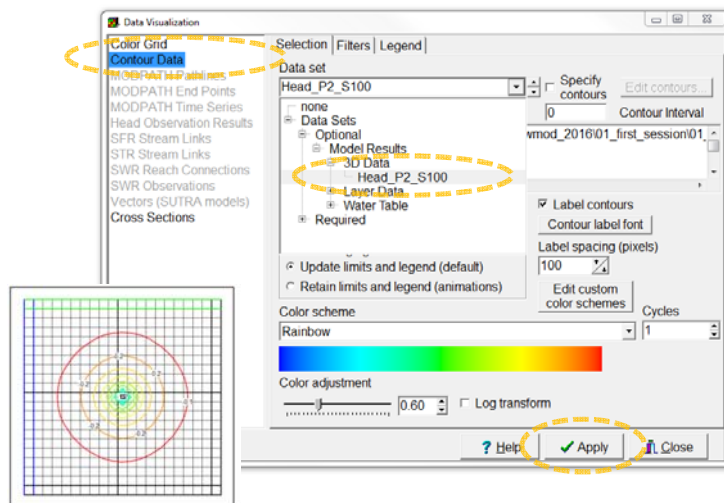 Data Visualization
Color Grid
Contour Data
MODPATH Pathlines
MODPATH End Points
MODPATH Time Series
Head Observation Results
SFR Stream Links
STR Stream Links
SWR Reach Connections
SWR Observations
Vectors (SUTRA models)
Cross Sections
Selection Filters Legend
Data set
Head_P2_S100
Specify contours
Edit contours...
none
Data Sets
Optional
Model Results
3D Data
Head_P2_S100
Layer Data
Water Table
Required
0 Contour Interval
wmod_2016\01_first_session\01_
Label contours
Contour label font
Label spacing (pixels)
100
Update limits and legend (default)
Retain limits and legend (animations)
Edit custom
color schemes
Color scheme
Cycles
Rainbow
1
Color adjustment
0.60
Log transform
? Help
Apply
Close